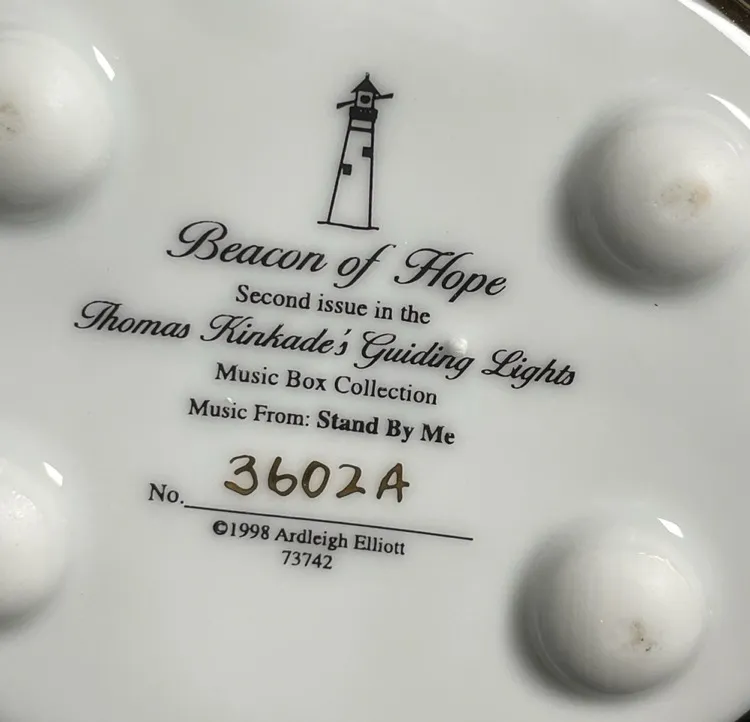 Beacon of Hope
Second issue in the
Thomas Kinkade's Guiding Lights
Music Box Collection
Music From: Stand By Me
No. 3602A
©1998 Ardleigh Elliott
73742